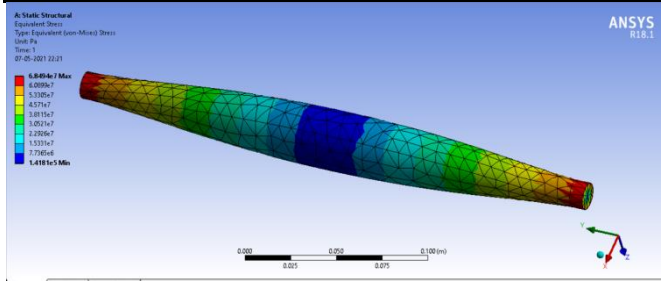 A: Static Structural
Equivalent Stress
Type: Equivalent (von-Mises) Stress
Unit: Pa
Time: 1
07-05-2021 22:21
ANSYS
R18.1
6.8494e7 Max
6.0899e7
5.3305e7
4.571e7
3.8115e7
3.0521e7
2.2926e7
1.5331e7
7.7365e6
1.4181e5 Min
0.000
0.050
0.100 (m)
0.025
0.075
Y
X
Z